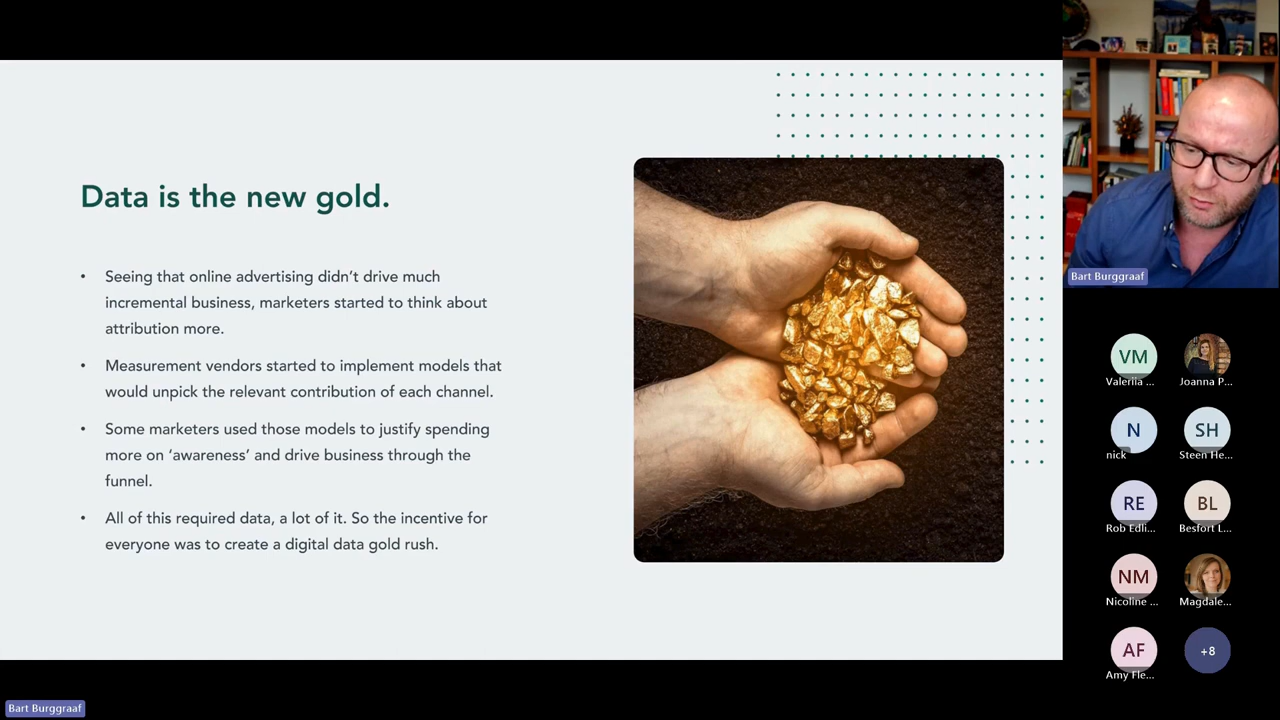 Data is the new gold.
• Seeing that online advertising didn’t drive much
incremental business, marketers started to think about
attribution more.
• Measurement vendors started to implement models that
would unpick the relevant contribution of each channel.
• Some marketers used those models to justify spending
more on ‘awareness’ and drive business through the
funnel.
• All of this required data, a lot of it. So the incentive for
everyone was to create a digital data gold rush.
Bart Burggraaf
VM
Valeriia ...
Joanna P...
N
nick
SH
Steen He...
RE
Rob Edli...
BL
Besfort L...
NM
Nicoline ...
Magdale...
AF
Amy Fle...
+8
Bart Burggraaf